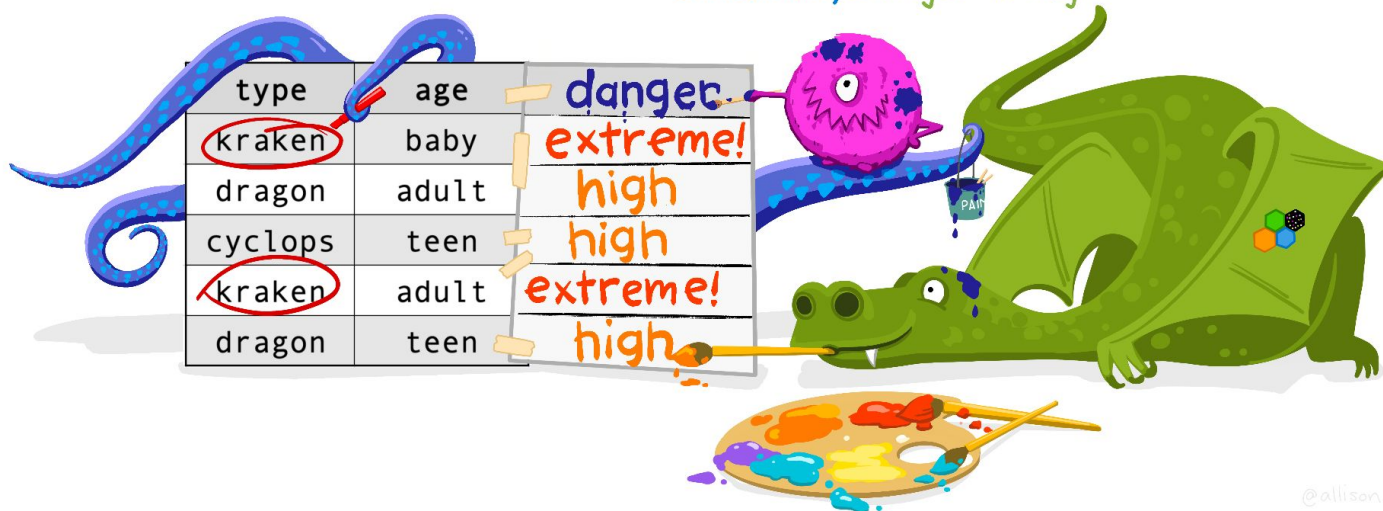 type age danger
kraken baby extreme!
dragon adult high
cyclops teen high
kraken adult extreme!
dragon teen high
@allison